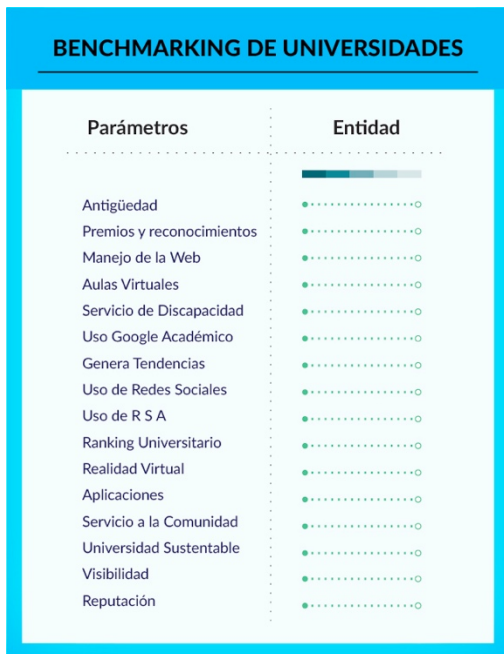 BENCHMARKING DE UNIVERSIDADES
Parámetros
Entidad
Antigüedad
Premios y reconocimientos
Manejo de la Web
Aulas Virtuales
Servicio de Discapacidad
Uso Google Académico
Genera Tendencias
Uso de Redes Sociales
Uso de R S A
Ranking Universitario
Realidad Virtual
Aplicaciones
Servicio a la Comunidad
Universidad Sustentable
Visibilidad
Reputación